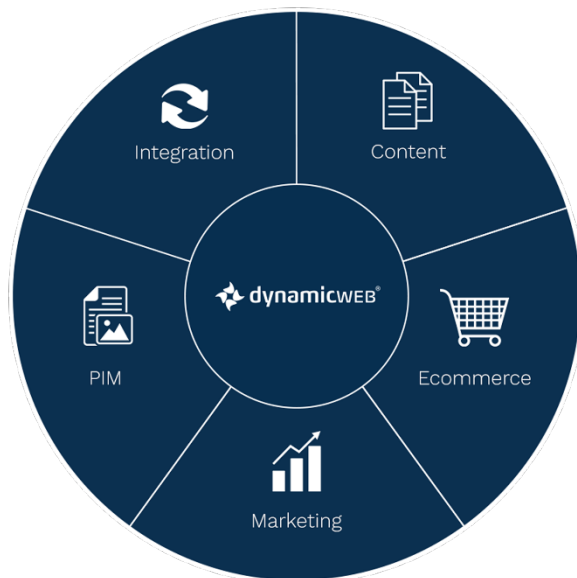 Integration
Content
dynamicWEB®
PIM
Ecommerce
Marketing